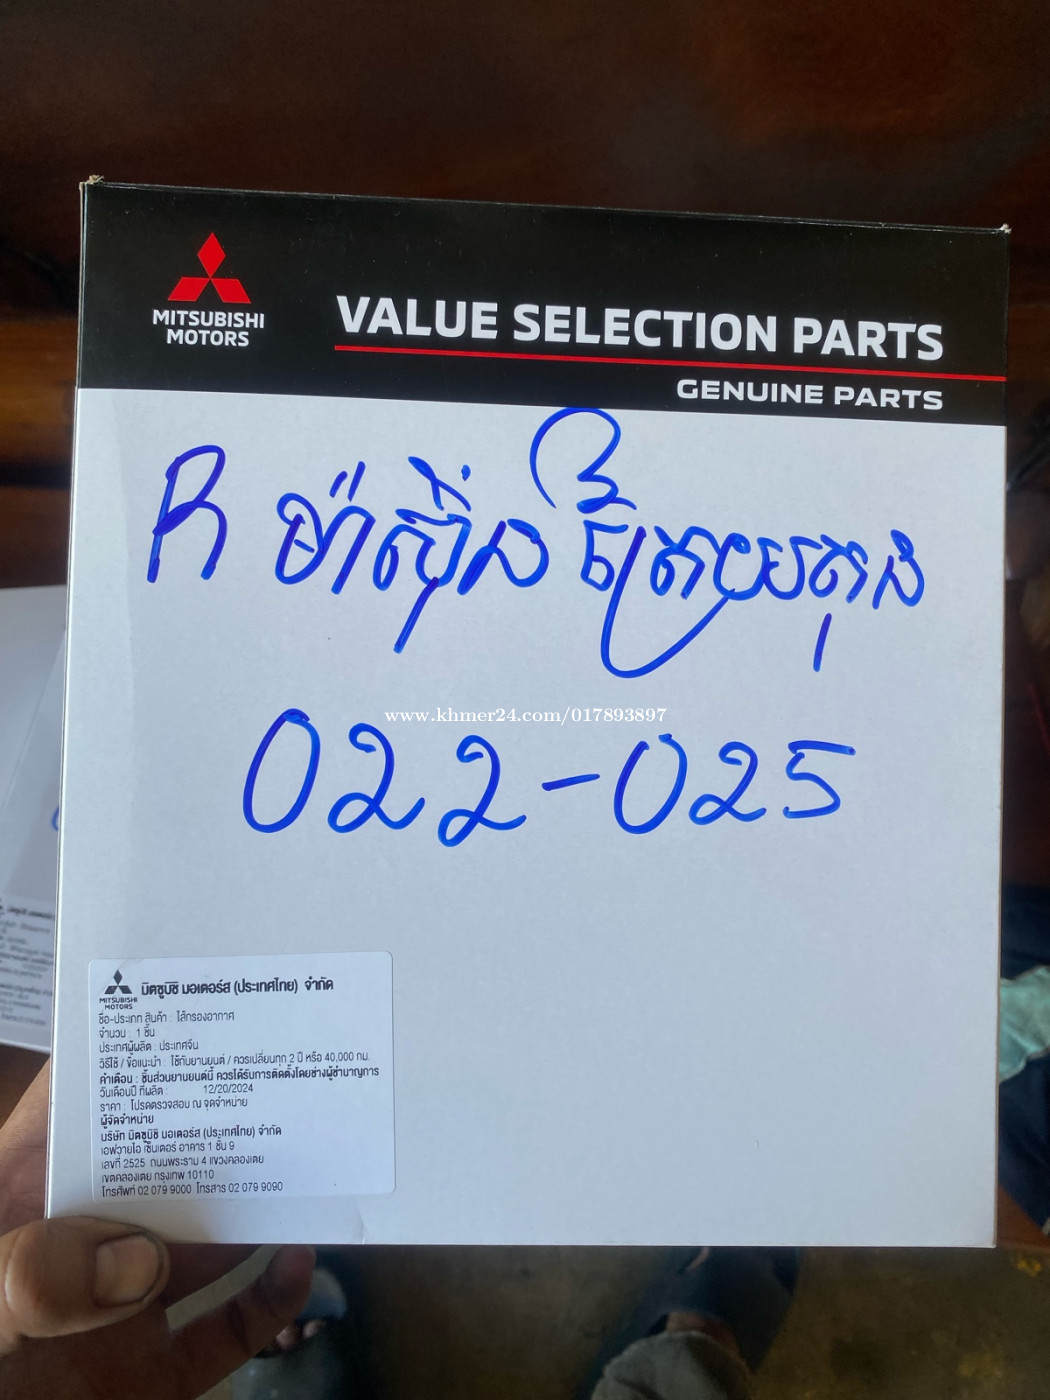 MITSUBISHI
MOTORS
VALUE SELECTION PARTS
GENUINE PARTS
R ម៉ាស៊ីន ទ្រី
www.khmer24.com/017893897
022-025
MITSUBISHI
MOTORS
มิตซูบิชิ มอเตอร์ส (ประเทศไทย) จำกัด
ชื่อ-ประเภท สินค้า : ไส้กรองอากาศ
จำนวน : 1 ชิ้น
ประเทศผู้ผลิต : ประเทศจีน
วิธีใช้ / ข้อแนะนำ : ใช้กับยานยนต์ / ควรเปลี่ยนทุก 2 ปี หรือ 40,000 กม.
คำเตือน : ชิ้นส่วนยานยนต์นี้ ควรได้รับการติดตั้งโดยช่างผู้ชำนาญการ
วันเดือนปี ที่ผลิต : 12/20/2024
ราคา : โปรดตรวจสอบ ณ จุดจำหน่าย
ผู้จัดจำหน่าย
บริษัท มิตซูบิชิ มอเตอร์ส (ประเทศไทย) จำกัด
เอฟวายไอ เซ็นเตอร์ อาคาร 1 ชั้น 9
เลขที่ 2525 ถนนพระราม 4 แขวงคลองเตย
เขตคลองเตย กรุงเทพ 10110
โทรศัพท์ 02 079 9000 โทรสาร 02 079 9090